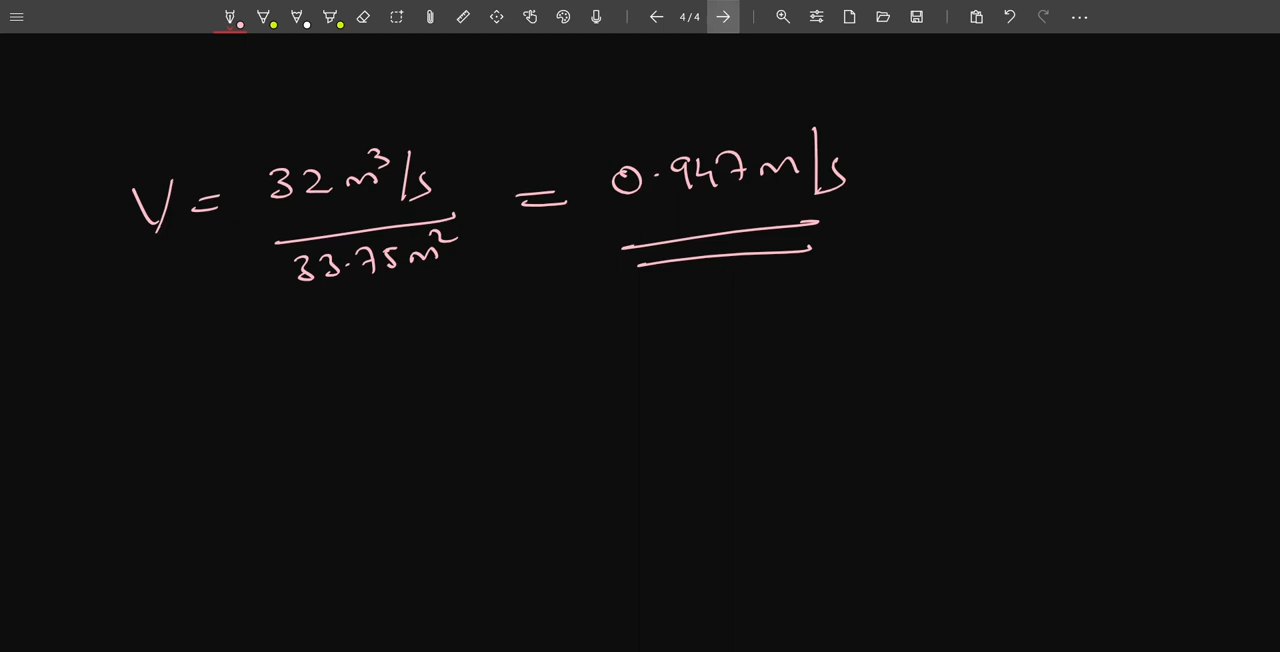 4/4
V = 32 m³/s / 33.75 m² = 0.947 m/s